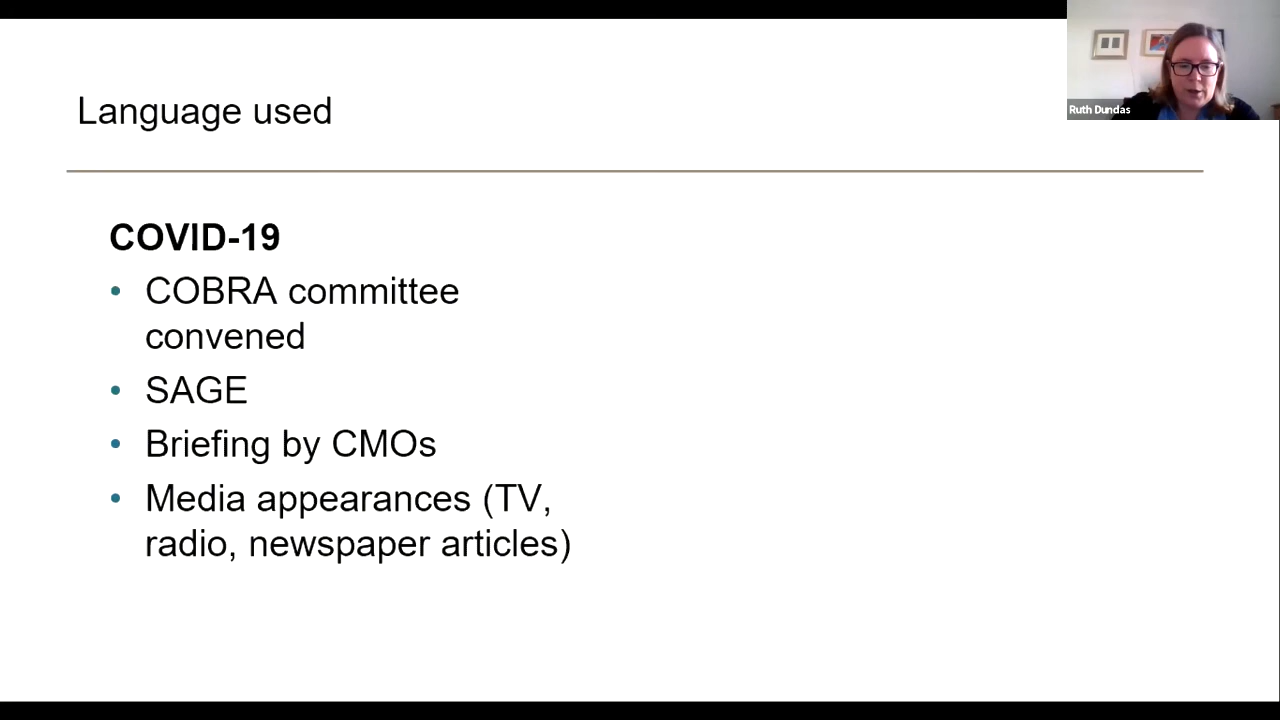 Ruth Dundas
Language used
COVID-19
• COBRA committee
convened
• SAGE
• Briefing by CMOs
• Media appearances (TV,
radio, newspaper articles)